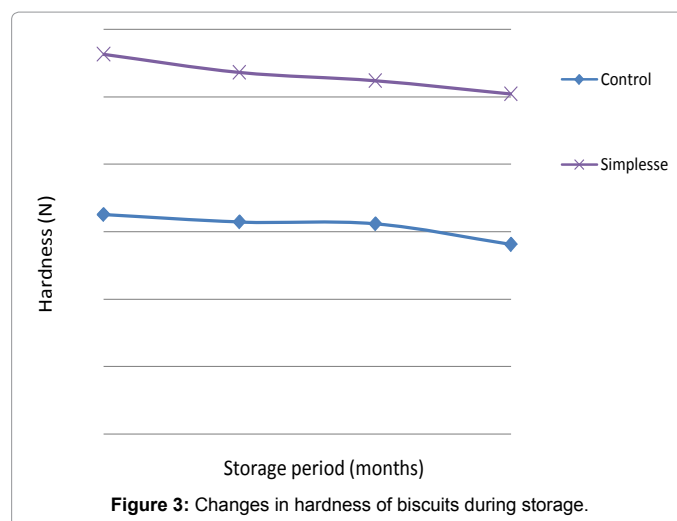 Control
Simplesse
Hardness (N)
Storage period (months)
Figure 3: Changes in hardness of biscuits during storage.